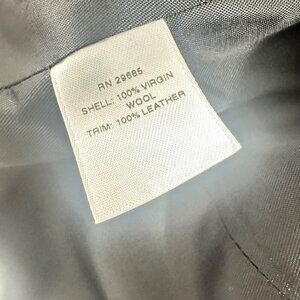 RN 29685
SHELL: 100% VIRGIN
WOOL
TRIM: 100% LEATHER